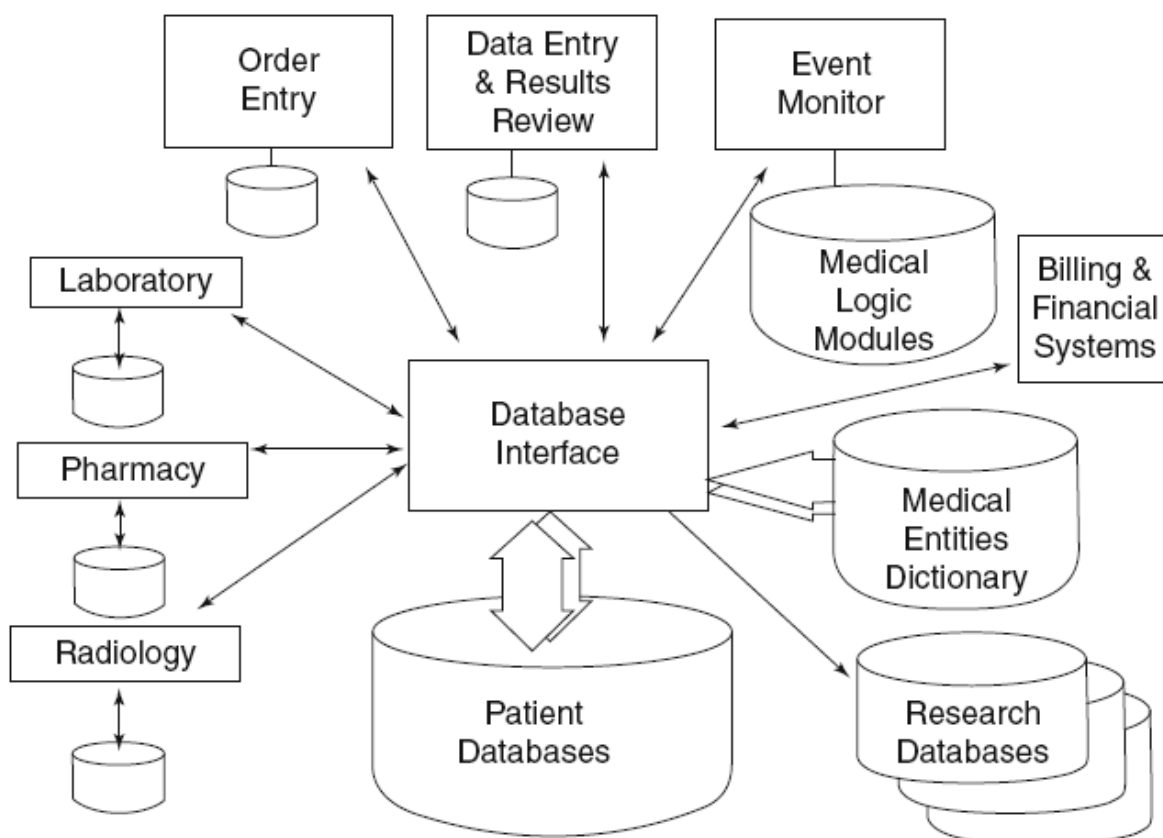 Order
Entry
Data Entry
& Results
Review
Event
Monitor
Laboratory
Medical
Logic
Modules
Billing &
Financial
Systems
Database
Interface
Pharmacy
Medical
Entities
Dictionary
Radiology
Patient
Databases
Research
Databases